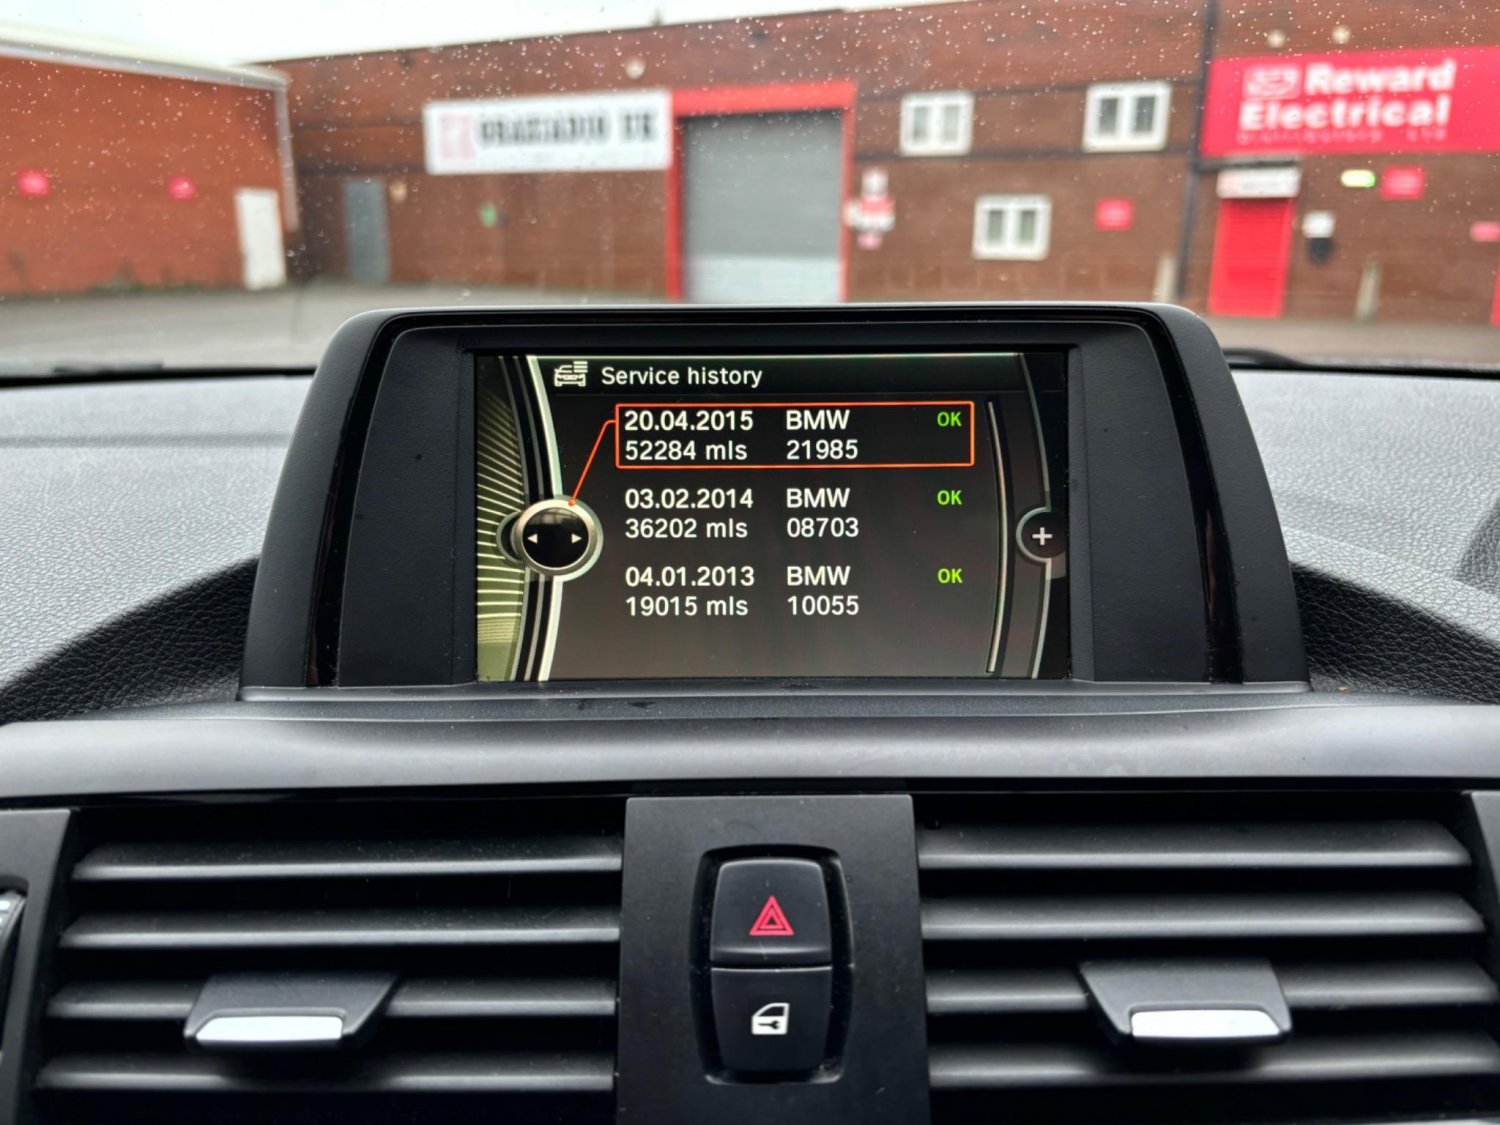 Reward
Electrical
Service history
20.04.2015 BMW OK
52284 mls 21985
03.02.2014 BMW OK
36202 mls 08703
04.01.2013 BMW OK
19015 mls 10055
+